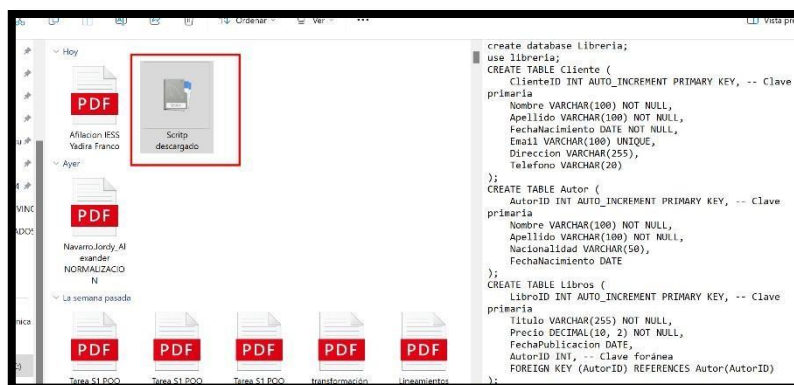 Ordenar
Ver
...
Vista pre
Hoy
PDF
Afilacion IESS
Yadira Franco
Scritp
descargado
Ayer
PDF
Navarro.Jordy_Al
exander
NORMALIZACIO
N
La semana pasada
PDF
PDF
PDF
PDF
PDF
Tarea S1 POO
Tarea S1 POO
Tarea S1 POO
transformación
Lineamientos
create database Libreria;
use libreria;
CREATE TABLE Cliente (
ClienteID INT AUTO_INCREMENT PRIMARY KEY, -- Clave
primaria
Nombre VARCHAR(100) NOT NULL,
Apellido VARCHAR(100) NOT NULL,
FechaNacimiento DATE NOT NULL,
Email VARCHAR(100) UNIQUE,
Direccion VARCHAR(255),
Telefono VARCHAR(20)
);
CREATE TABLE Autor (
AutorID INT AUTO_INCREMENT PRIMARY KEY, -- Clave
primaria
Nombre VARCHAR(100) NOT NULL,
Apellido VARCHAR(100) NOT NULL,
Nacionalidad VARCHAR(50),
FechaNacimiento DATE
);
CREATE TABLE Libros (
LibroID INT AUTO_INCREMENT PRIMARY KEY, -- Clave
primaria
Titulo VARCHAR(255) NOT NULL,
Precio DECIMAL(10, 2) NOT NULL,
FechaPublicacion DATE,
AutorID INT, -- Clave foránea
FOREIGN KEY (AutorID) REFERENCES Autor(AutorID)
);